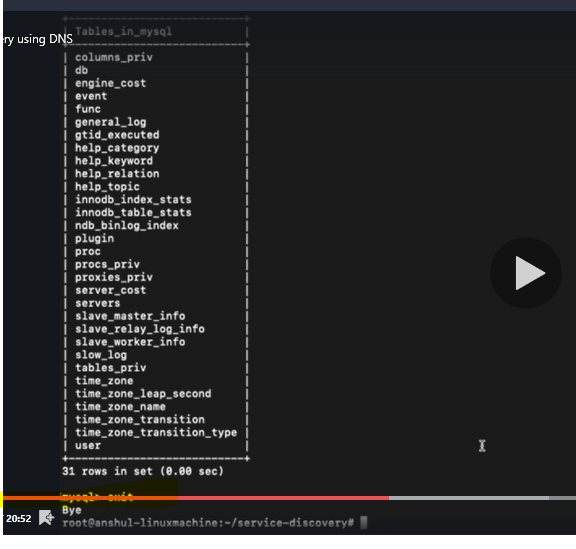 ery using DNS
Tables_in_mysql
columns_priv
db
engine_cost
event
func
general_log
gtid_executed
help_category
help_keyword
help_relation
help_topic
innodb_index_stats
innodb_table_stats
ndb_binlog_index
plugin
proc
procs_priv
proxies_priv
server_cost
servers
slave_master_info
slave_relay_log_info
slave_worker_info
slow_log
tables_priv
time_zone
time_zone_leap_second
time_zone_name
time_zone_transition
time_zone_transition_type
user
31 rows in set (0.00 sec)
mysql> exit
Bye
20:52
root@anshul-linuxmachine:~/service-discovery#